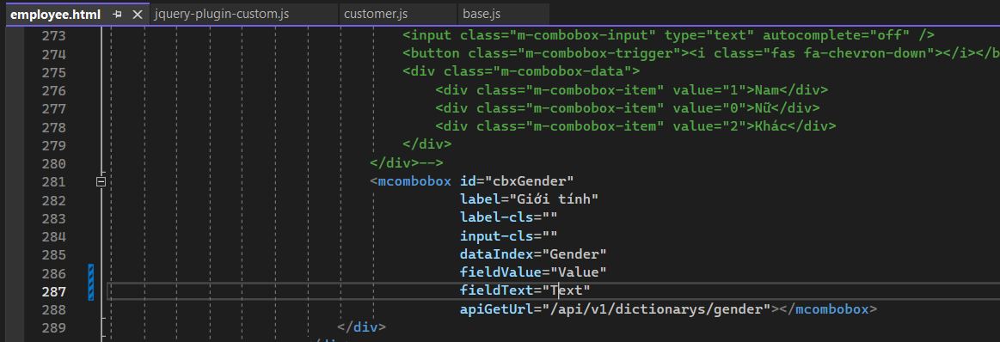 employee.html jquery-plugin-custom.js customer.js base.js
273 <input class="m-combobox-input" type="text" autocomplete="off" />
274 <button class="m-combobox-trigger"><i class="fas fa-chevron-down"></i></b
275 <div class="m-combobox-data">
276 <div class="m-combobox-item" value="1">Nam</div>
277 <div class="m-combobox-item" value="0">Nữ</div>
278 <div class="m-combobox-item" value="2">Khác</div>
279 </div>
280 </div>-->
281 <mcombobox id="cbxGender"
282 label="Giới tính"
283 label-cls=""
284 input-cls=""
285 dataIndex="Gender"
286 fieldValue="Value"
287 fieldText="Text"
288 apiGetUrl="/api/v1/dictionarys/gender"></mcombobox>
289 </div>